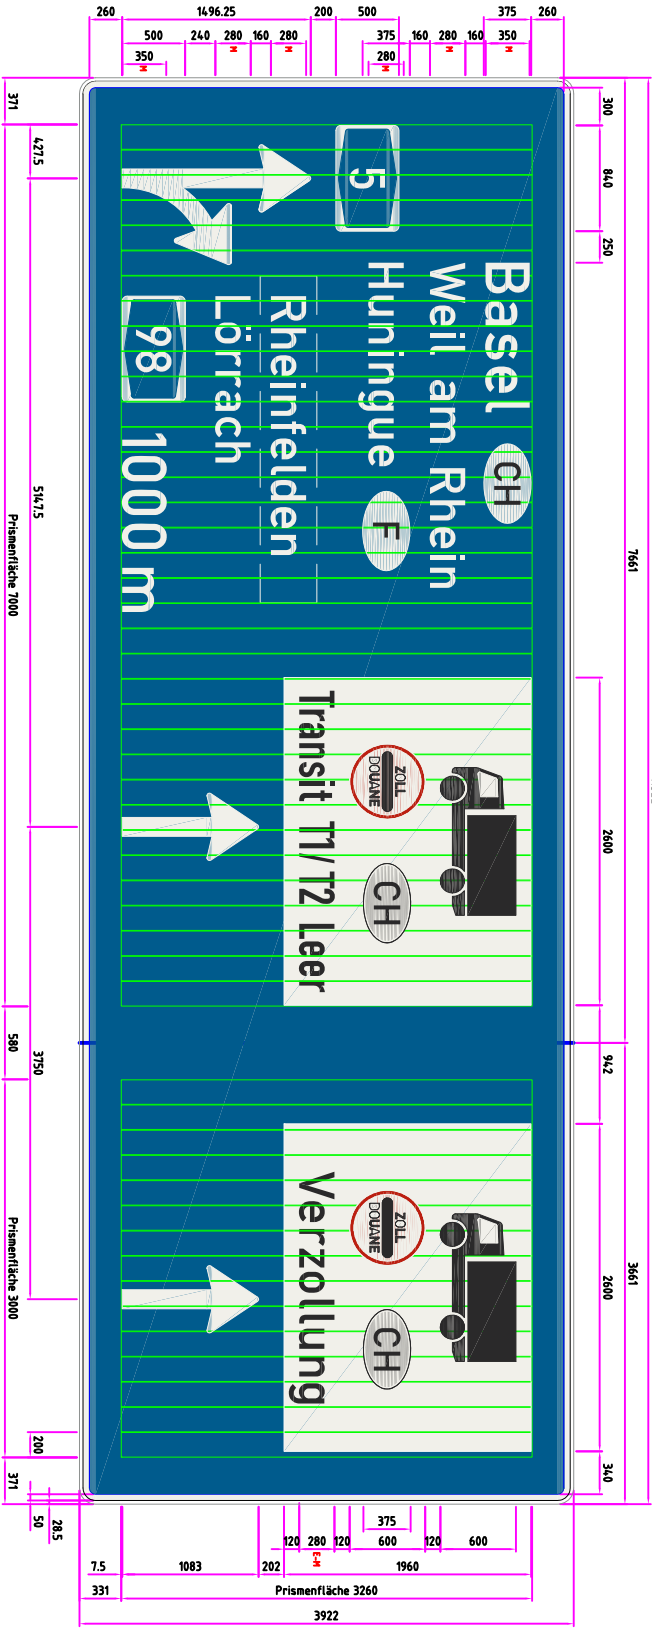 260
1496.25
200
500
375
260
500
240
280
160
280
375
160
280
160
350
350
280
M
M
M
M
371
427.5
5147.5
Prismenfläche 7000
580
3750
Prismenfläche 3000
200
371
50
28.5
300
840
250
7661
2600
942
3661
2600
340
5
Basel CH
Weil am Rhein
Huningue F
Rheinfelden
Lörrach
98 1000 m
ZOLL
DOUANE
CH
Transit T1/T2 Leer
ZOLL
DOUANE
CH
Verzollung
375
120
280
120
600
120
600
E-M
7.5
1083
202
1960
331
Prismenfläche 3260
3922